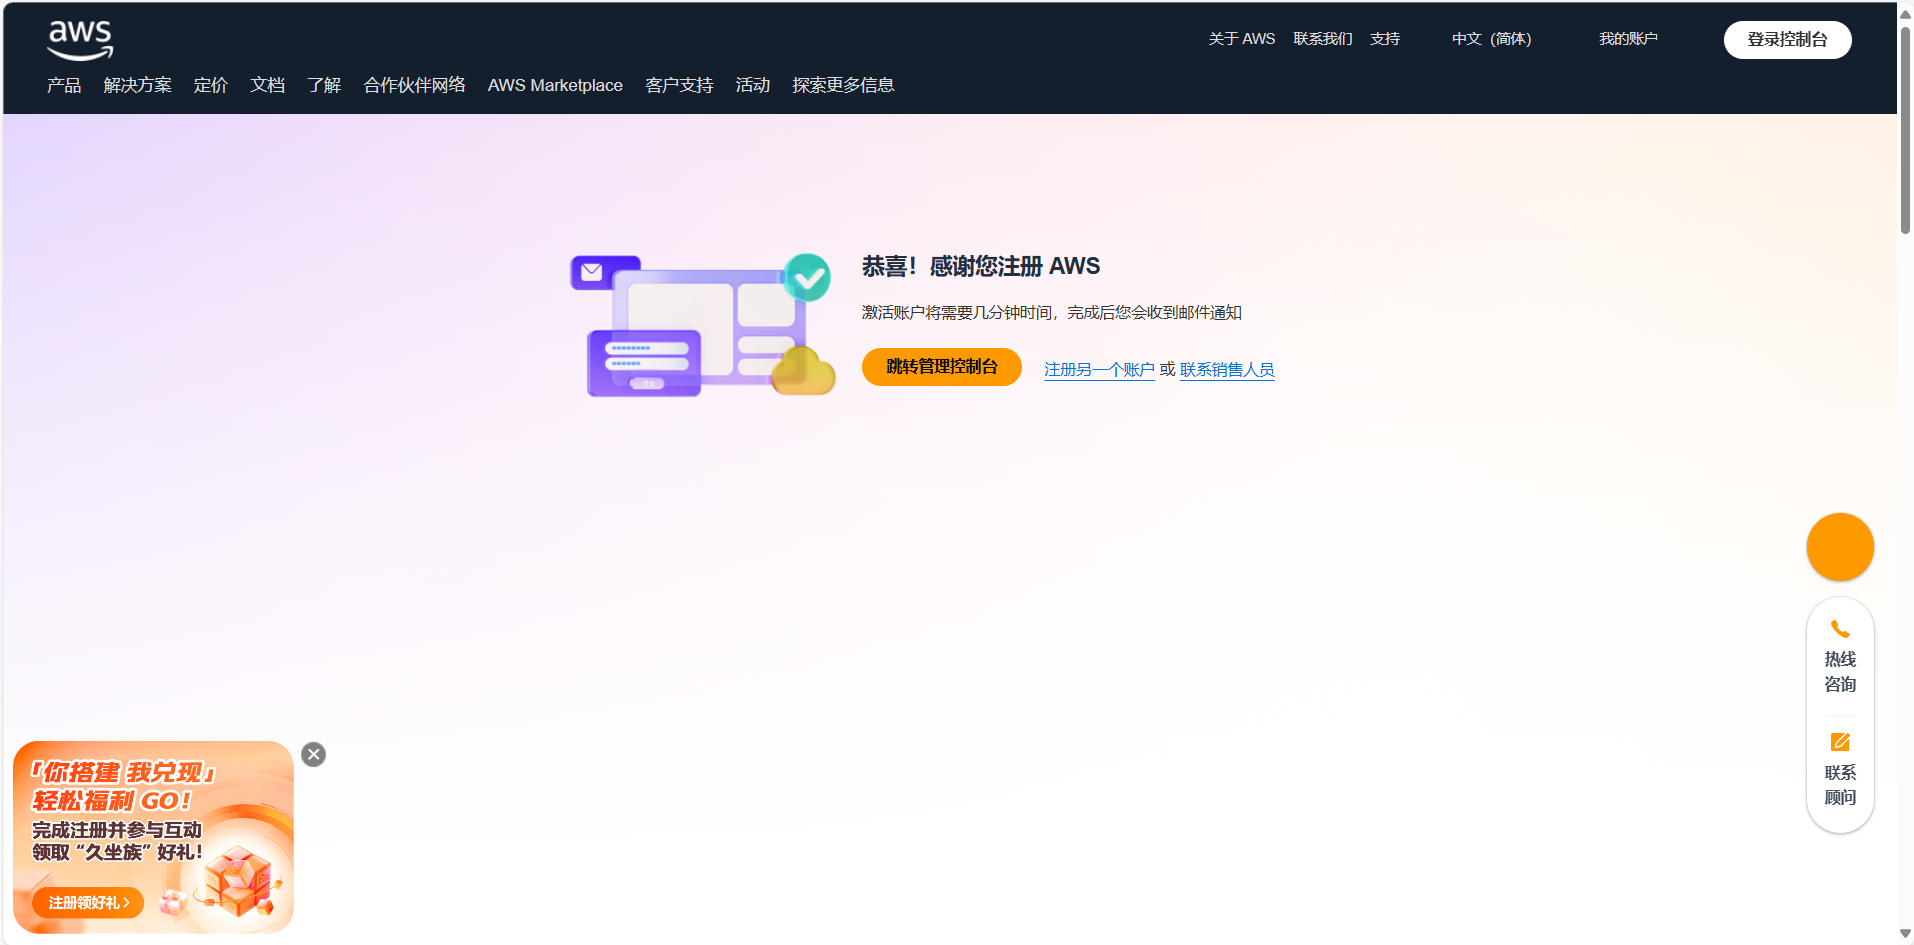 aws
关于 AWS 联系我们 支持 中文（简体） 我的账户 登录控制台
产品 解决方案 定价 文档 了解 合作伙伴网络 AWS Marketplace 客户支持 活动 探索更多信息
恭喜！感谢您注册 AWS
激活账户将需要几分钟时间，完成后您会收到邮件通知
跳转管理控制台 注册另一个账户 或 联系销售人员
热线
咨询
联系
顾问
「你搭建 我兑现」
轻松福利 GO！
完成注册并参与互动
领取“久坐族”好礼！
注册领好礼 >